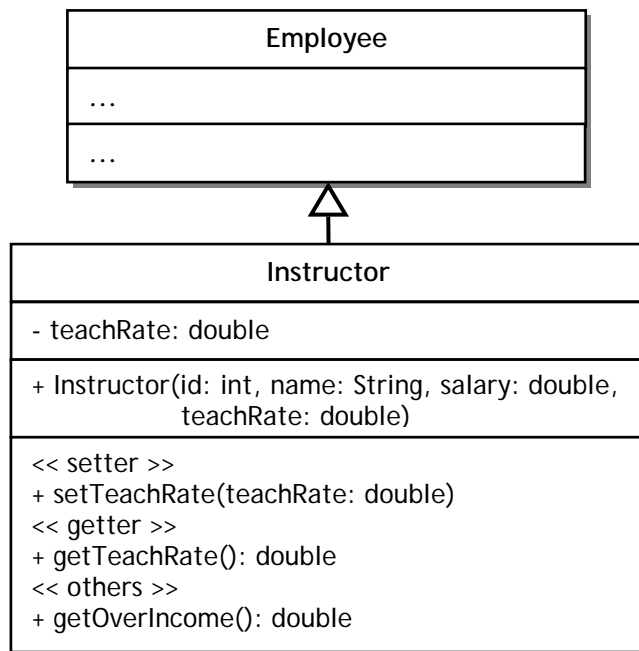 Employee
...
...
Instructor
- teachRate: double
+ Instructor(id: int, name: String, salary: double,
teachRate: double)
<< setter >>
+ setTeachRate(teachRate: double)
<< getter >>
+ getTeachRate(): double
<< others >>
+ getOverIncome(): double